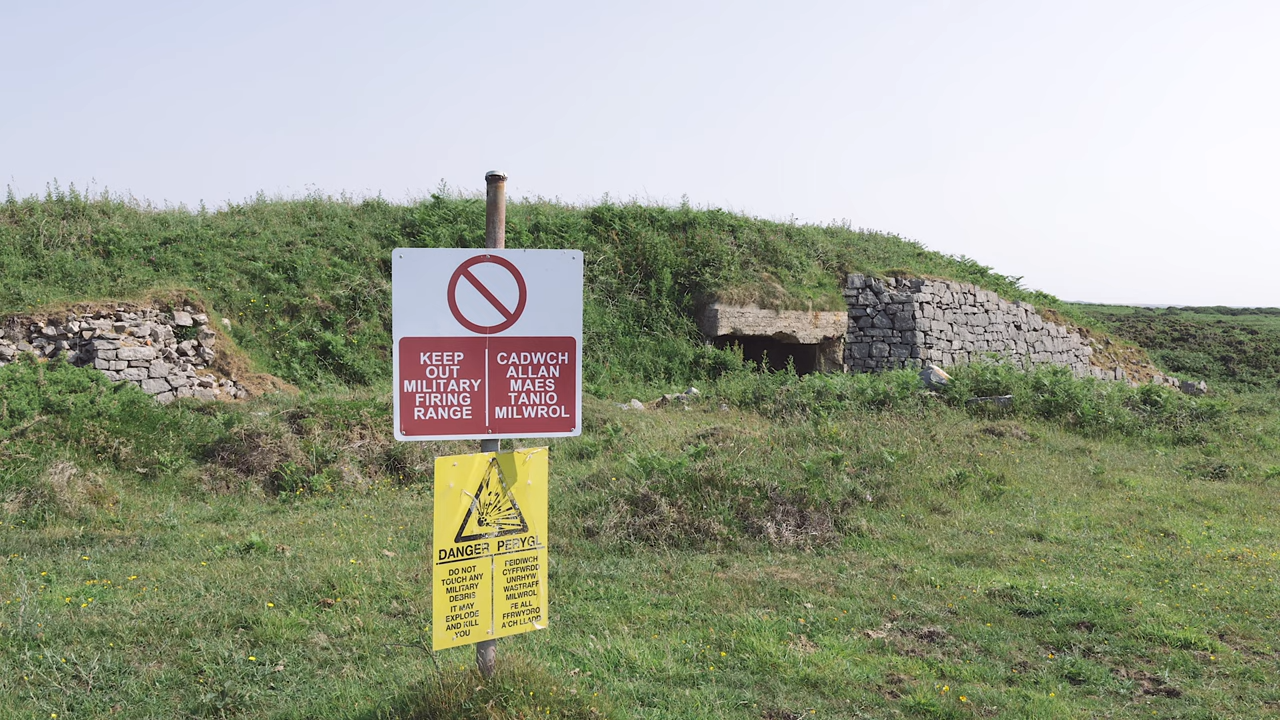 KEEP
OUT
MILITARY
FIRING
RANGE
CADWCH
ALLAN
MAES
TANIO
MILWROL
DANGER PERYGL
DO NOT
TOUCH ANY
MILITARY
DEBRIS
IT MAY
EXPLODE
AND KILL
YOU
PEIDIWCH
CYFFWRDD
UNRHYW
WASTRAFF
MILWROL
FE ALL
FFRWYDRO
A'CH LLADD